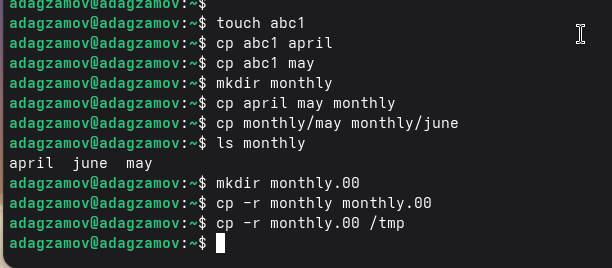 adagzamov@adagzamov:~$
adagzamov@adagzamov:~$ touch abc1
adagzamov@adagzamov:~$ cp abc1 april
adagzamov@adagzamov:~$ cp abc1 may
adagzamov@adagzamov:~$ mkdir monthly
adagzamov@adagzamov:~$ cp april may monthly
adagzamov@adagzamov:~$ cp monthly/may monthly/june
adagzamov@adagzamov:~$ ls monthly
april  june  may
adagzamov@adagzamov:~$ mkdir monthly.00
adagzamov@adagzamov:~$ cp -r monthly monthly.00
adagzamov@adagzamov:~$ cp -r monthly.00 /tmp
adagzamov@adagzamov:~$